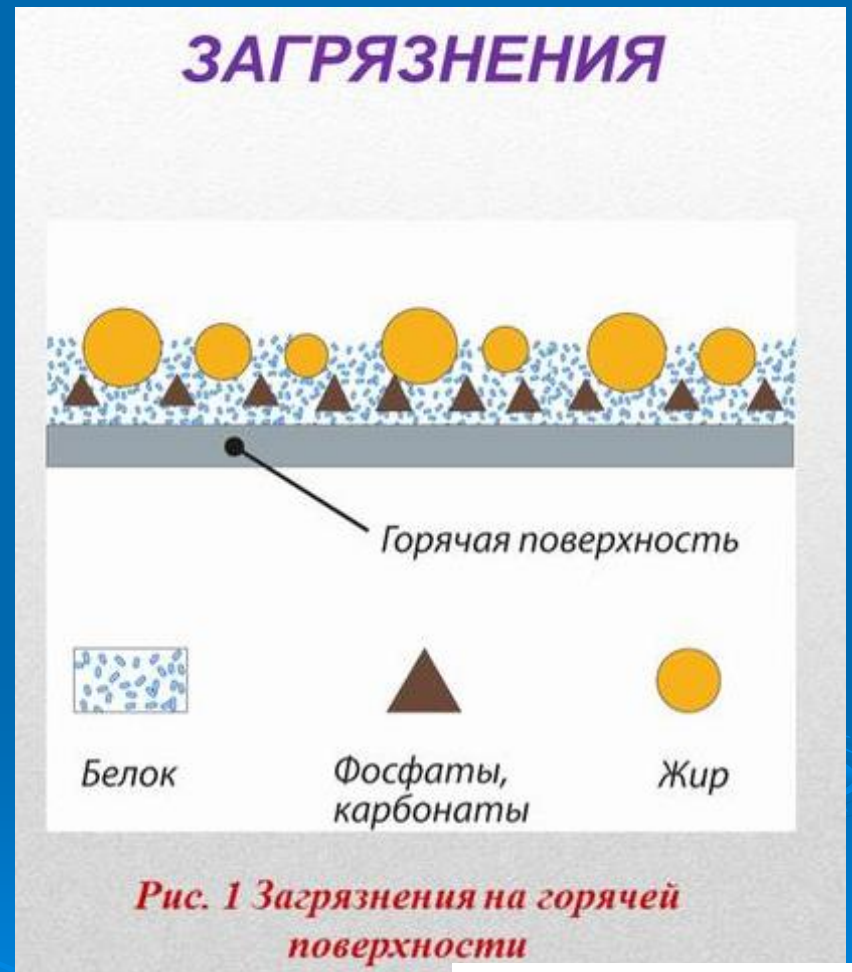 ЗАГРЯЗНЕНИЯ
Горячая поверхность
Белок
Фосфаты,
карбонаты
Жир
Рис. 1 Загрязнения на горячей
поверхности